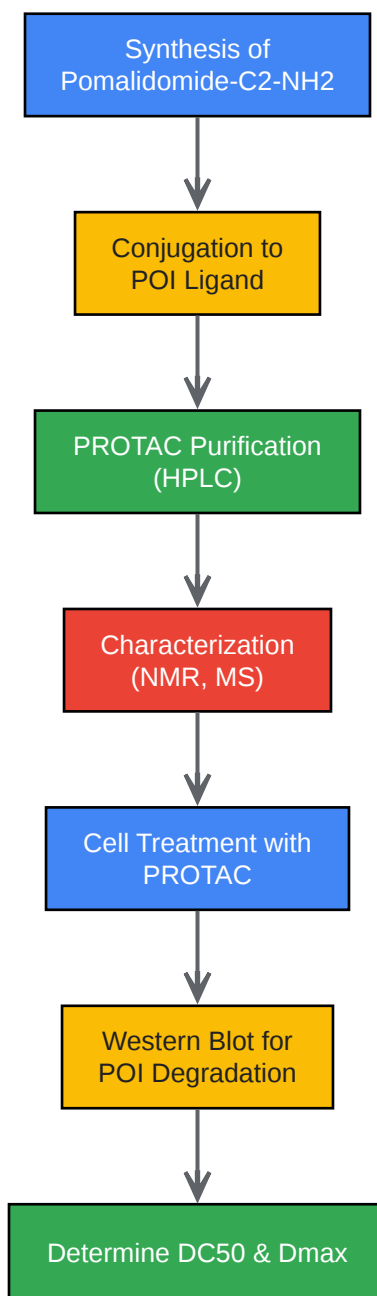 Synthesis of
Pomalidomide-C2-NH2
Conjugation to
POI Ligand
PROTAC Purification
(HPLC)
Characterization
(NMR, MS)
Cell Treatment with
PROTAC
Western Blot for
POI Degradation
Determine DC50 & Dmax